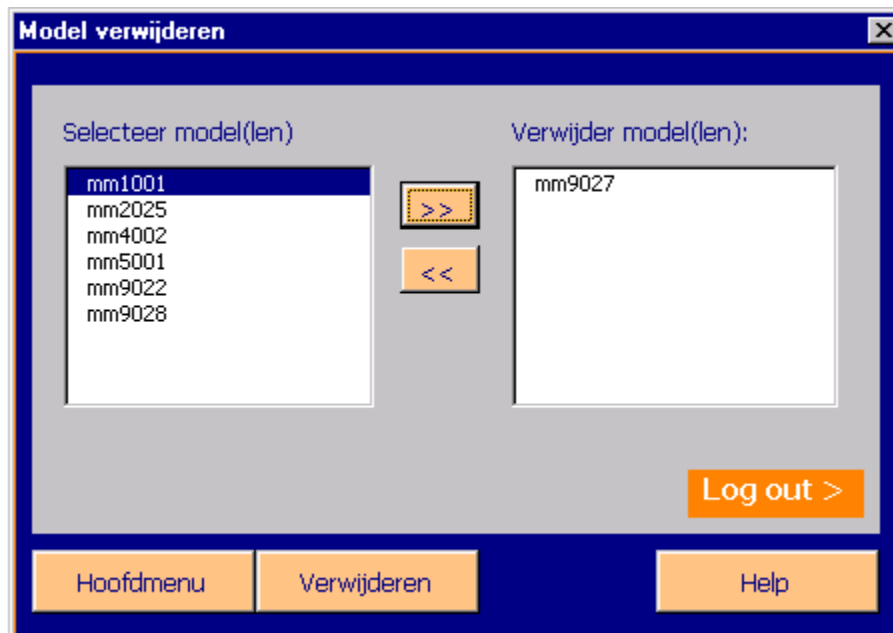 Model verwijderen
Selecteer model(len)
Verwijder model(len):
mm1001
mm2025
mm4002
mm5001
mm9022
mm9028
>>
<<
mm9027
Log out >
Hoofdmenu
Verwijderen
Help